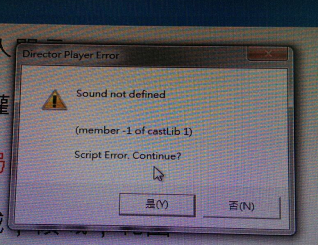 Director Player Error
Sound not defined
(member -1 of castLib 1)
Script Error. Continue?
是(Y)
否(N)